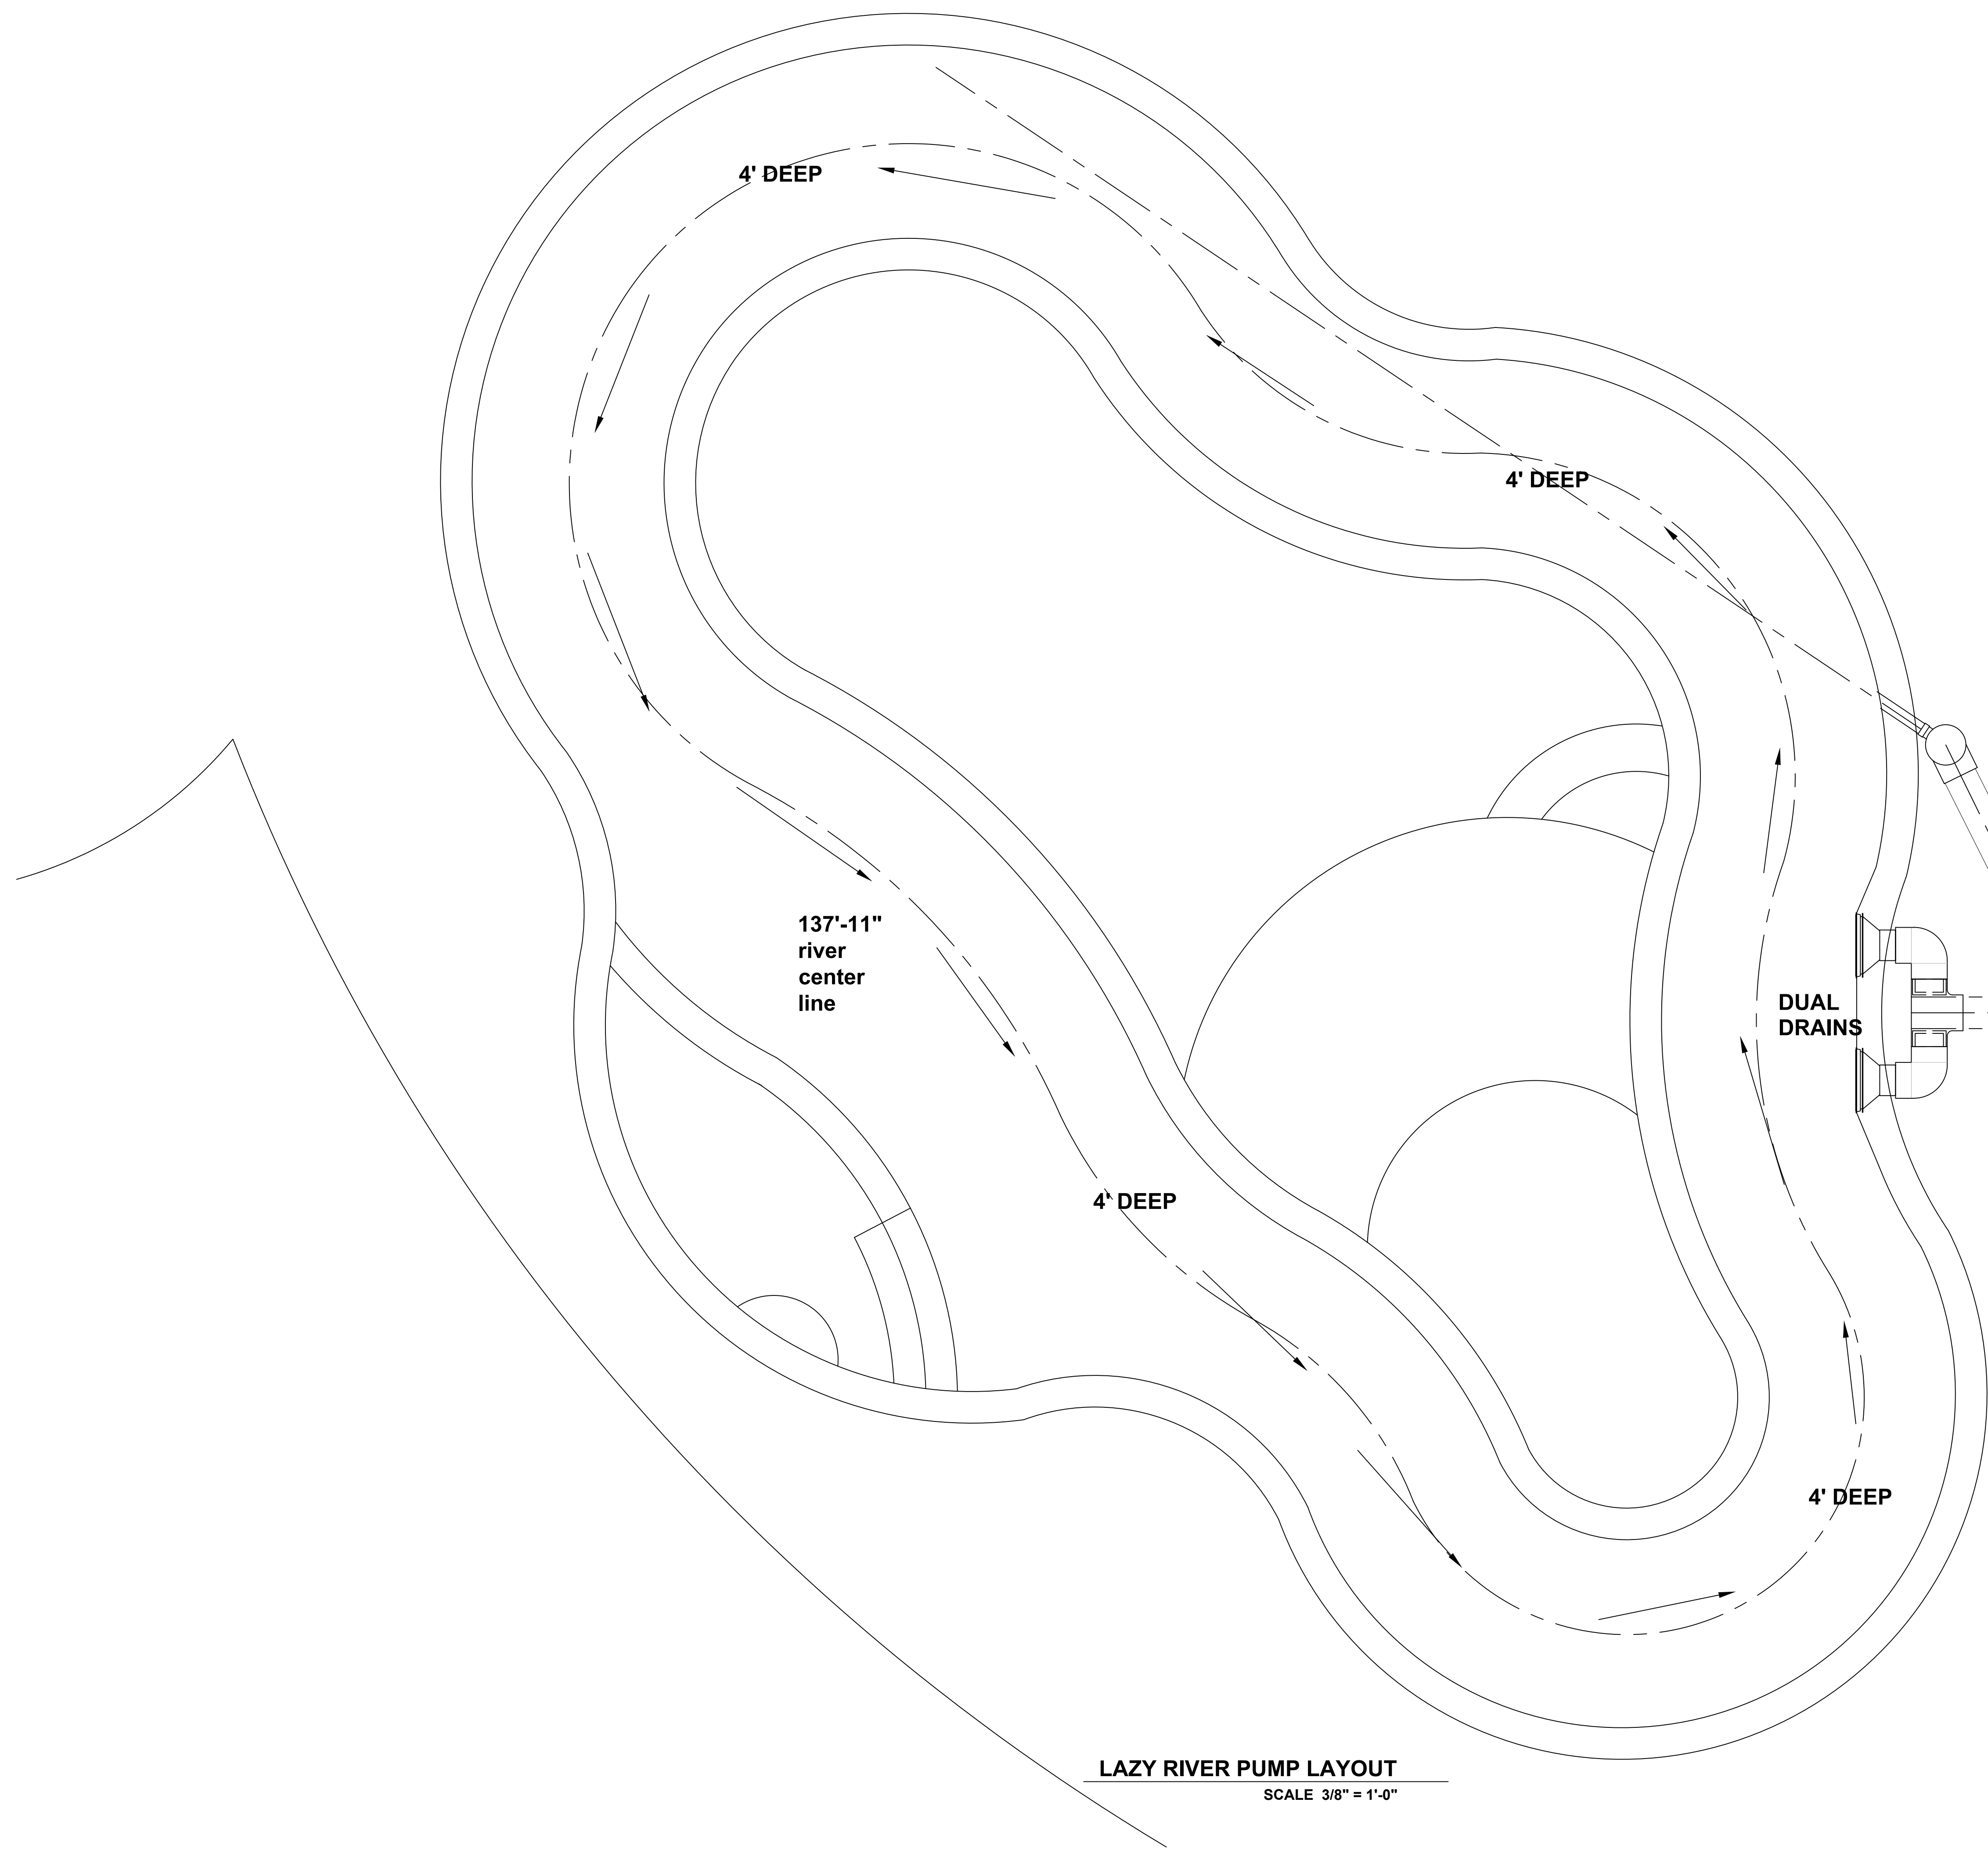 4' DEEP
4' DEEP
137'-11"
river
center
line
DUAL
DRAINS
4' DEEP
4' DEEP
LAZY RIVER PUMP LAYOUT
SCALE 3/8" = 1'-0"